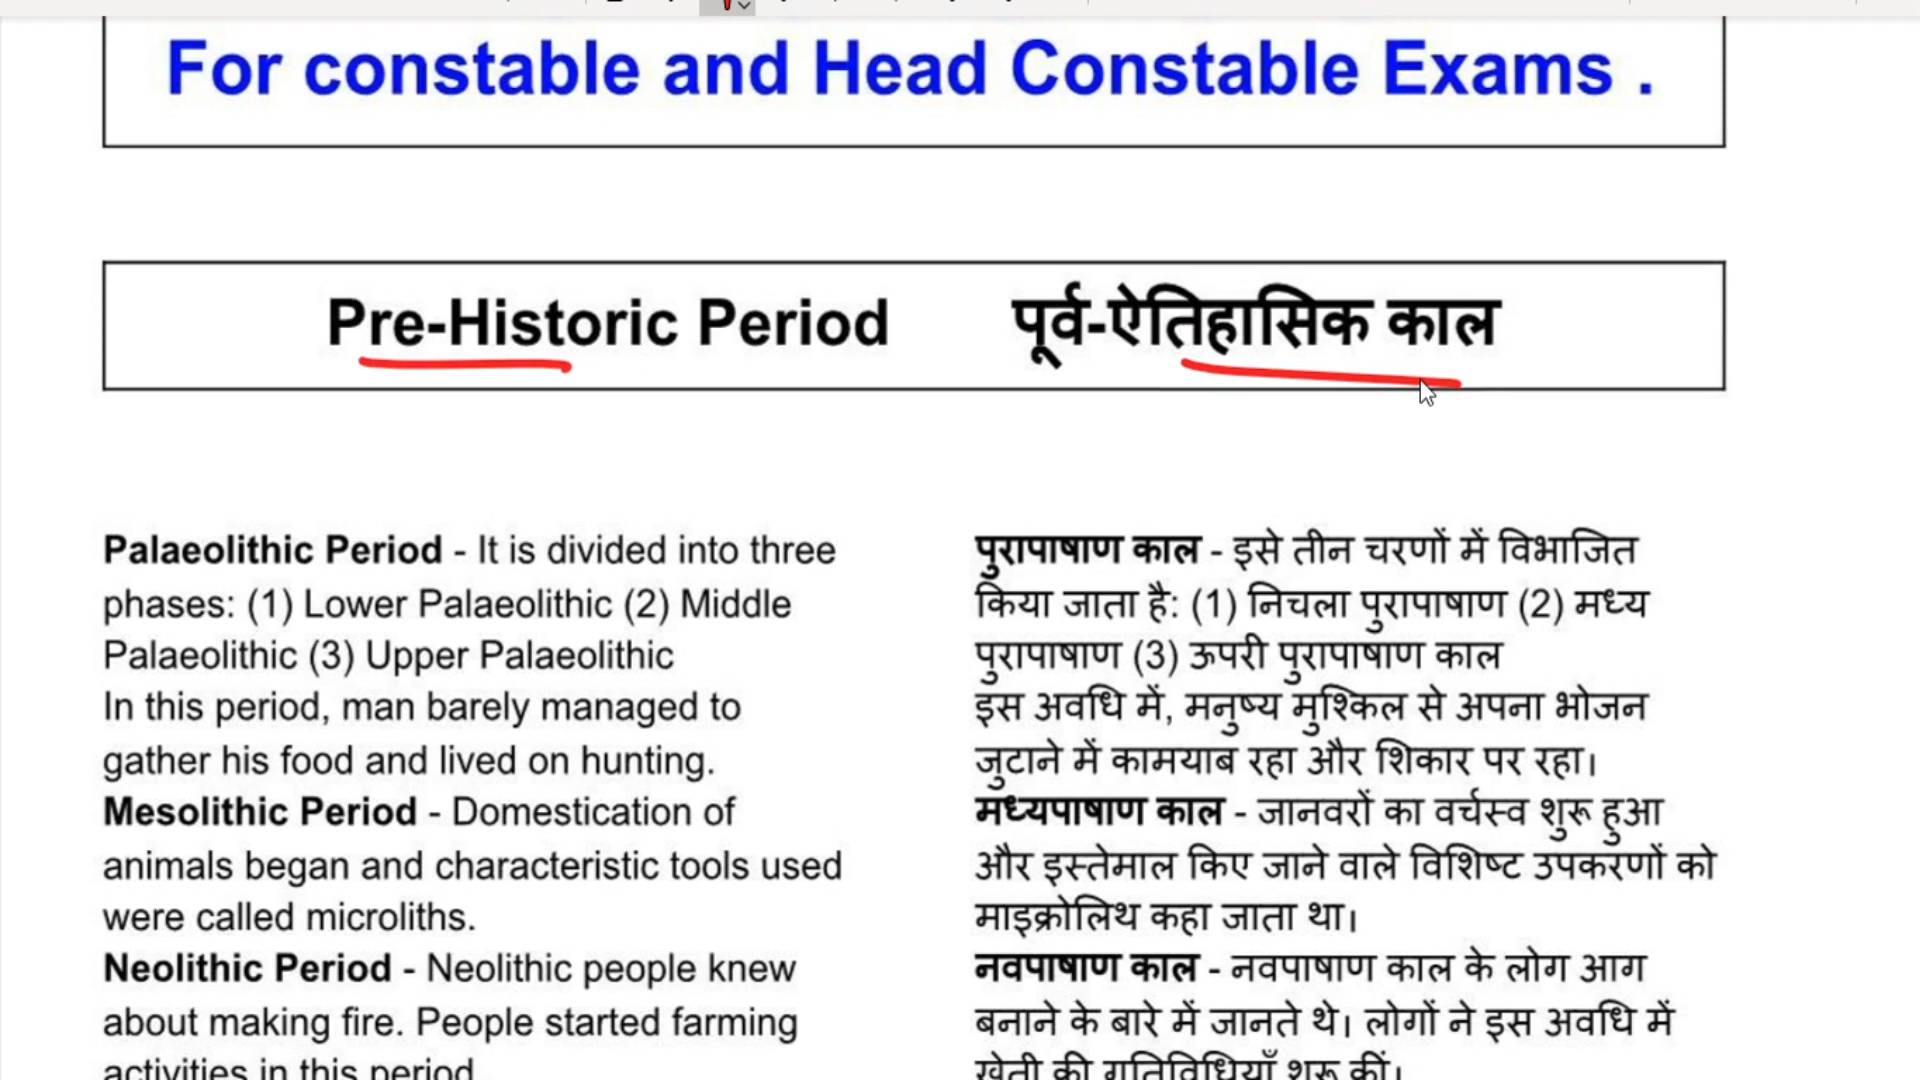 For constable and Head Constable Exams .
Pre-Historic Period पूर्व-ऐतिहासिक काल
Palaeolithic Period - It is divided into three
phases: (1) Lower Palaeolithic (2) Middle
Palaeolithic (3) Upper Palaeolithic
In this period, man barely managed to
gather his food and lived on hunting.
Mesolithic Period - Domestication of
animals began and characteristic tools used
were called microliths.
Neolithic Period - Neolithic people knew
about making fire. People started farming
activities in this period.
पुरापाषाण काल - इसे तीन चरणों में विभाजित
किया जाता है: (1) निचला पुरापाषाण (2) मध्य
पुरापाषाण (3) ऊपरी पुरापाषाण काल
इस अवधि में, मनुष्य मुश्किल से अपना भोजन
जुटाने में कामयाब रहा और शिकार पर रहा।
मध्यपाषाण काल - जानवरों का वर्चस्व शुरू हुआ
और इस्तेमाल किए जाने वाले विशिष्ट उपकरणों को
माइक्रोलिथ कहा जाता था।
नवपाषाण काल - नवपाषाण काल के लोग आग
बनाने के बारे में जानते थे। लोगों ने इस अवधि में
खेती की गतिविधियाँ शुरू कीं।